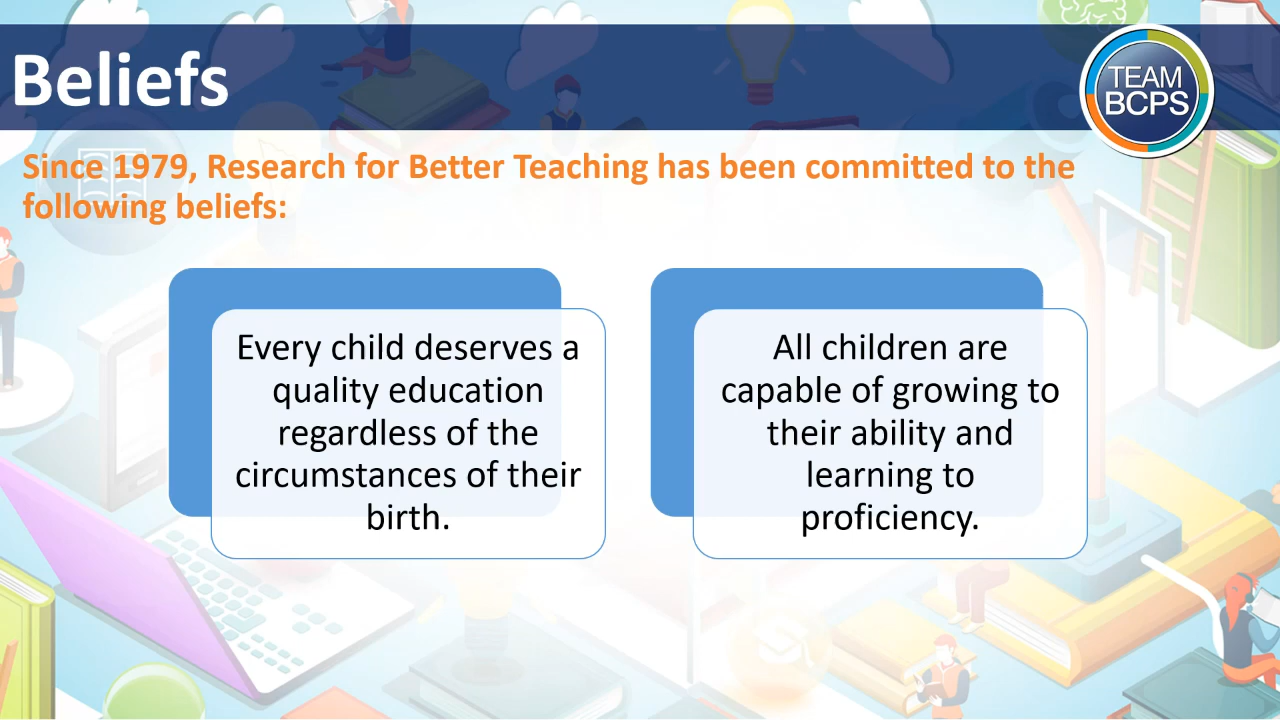 Beliefs
TEAM
BCPS
Since 1979, Research for Better Teaching has been committed to the
following beliefs:
Every child deserves a
quality education
regardless of the
circumstances of their
birth.
All children are
capable of growing to
their ability and
learning to
proficiency.